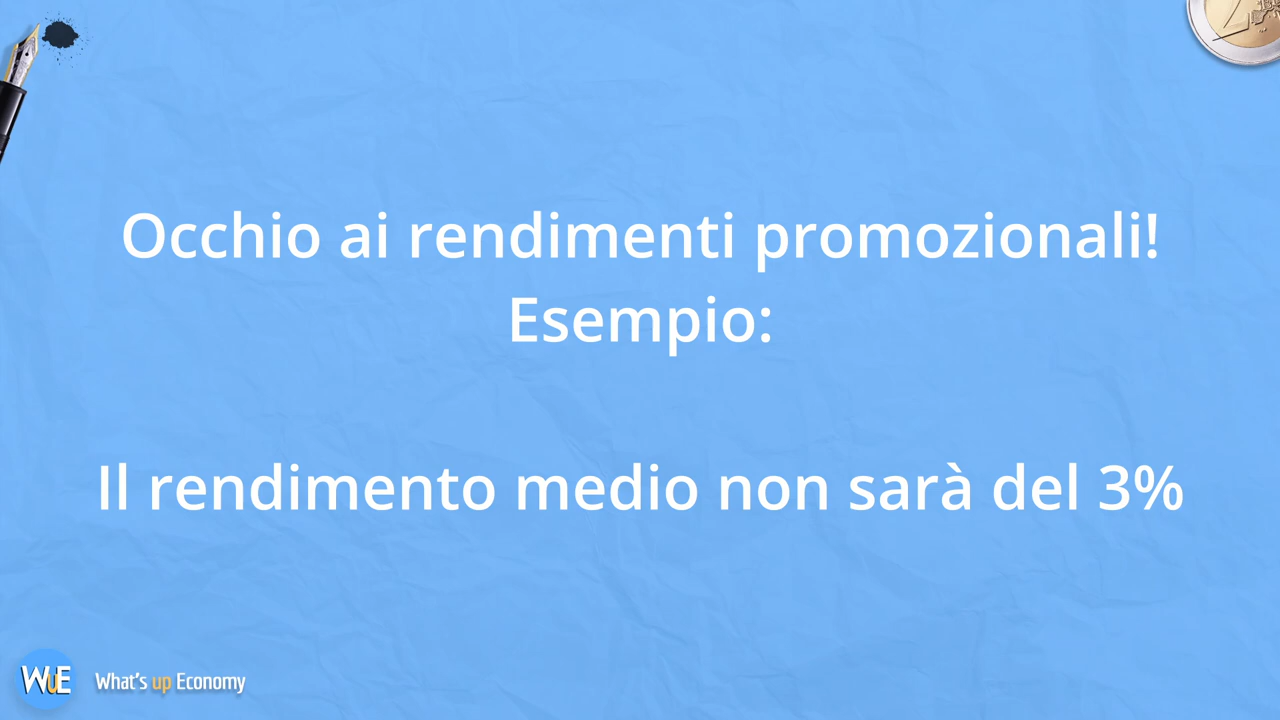 Occhio ai rendimenti promozionali!
Esempio:
Il rendimento medio non sarà del 3%
WuE What's up Economy